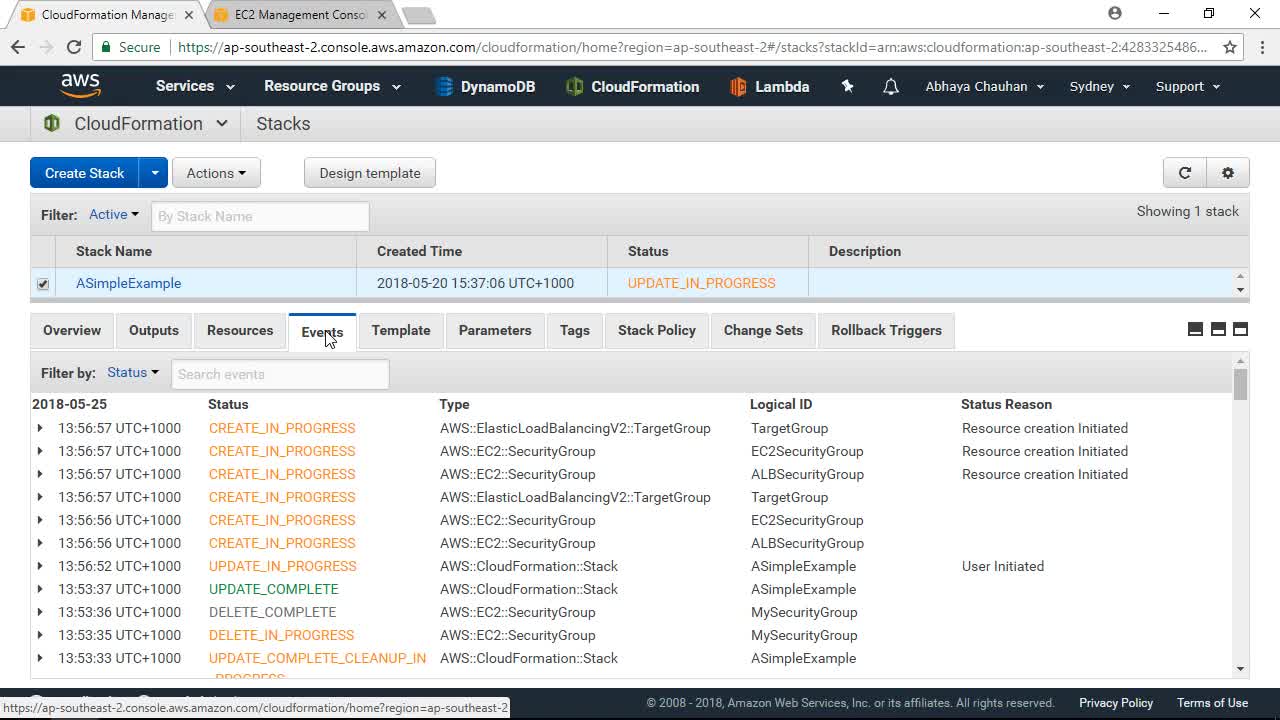 CloudFormation Manage
EC2 Management Conso
Secure https://ap-southeast-2.console.aws.amazon.com/cloudformation/home?region=ap-southeast-2#/stacks?stackId=arn:aws:cloudformation:ap-southeast-2:4283325486...
aws Services Resource Groups DynamoDB CloudFormation Lambda Abhaya Chauhan Sydney Support
CloudFormation Stacks
Create Stack Actions Design template
Filter: Active By Stack Name Showing 1 stack
Stack Name Created Time Status Description
ASimpleExample 2018-05-20 15:37:06 UTC+1000 UPDATE_IN_PROGRESS
Overview Outputs Resources Events Template Parameters Tags Stack Policy Change Sets Rollback Triggers
Filter by: Status Search events
2018-05-25 Status Type Logical ID Status Reason
13:56:57 UTC+1000 CREATE_IN_PROGRESS AWS::ElasticLoadBalancingV2::TargetGroup TargetGroup Resource creation Initiated
13:56:57 UTC+1000 CREATE_IN_PROGRESS AWS::EC2::SecurityGroup EC2SecurityGroup Resource creation Initiated
13:56:57 UTC+1000 CREATE_IN_PROGRESS AWS::EC2::SecurityGroup ALBSecurityGroup Resource creation Initiated
13:56:57 UTC+1000 CREATE_IN_PROGRESS AWS::ElasticLoadBalancingV2::TargetGroup TargetGroup
13:56:56 UTC+1000 CREATE_IN_PROGRESS AWS::EC2::SecurityGroup EC2SecurityGroup
13:56:56 UTC+1000 CREATE_IN_PROGRESS AWS::EC2::SecurityGroup ALBSecurityGroup
13:56:52 UTC+1000 UPDATE_IN_PROGRESS AWS::CloudFormation::Stack ASimpleExample User Initiated
13:53:37 UTC+1000 UPDATE_COMPLETE AWS::CloudFormation::Stack ASimpleExample
13:53:36 UTC+1000 DELETE_COMPLETE AWS::EC2::SecurityGroup MySecurityGroup
13:53:35 UTC+1000 DELETE_IN_PROGRESS AWS::EC2::SecurityGroup MySecurityGroup
13:53:33 UTC+1000 UPDATE_COMPLETE_CLEANUP_IN_ AWS::CloudFormation::Stack ASimpleExample
PROGRESS
https://ap-southeast-2.console.aws.amazon.com/cloudformation/home?region=ap-southeast-2
© 2008 - 2018, Amazon Web Services, Inc. or its affiliates. All rights reserved. Privacy Policy Terms of Use